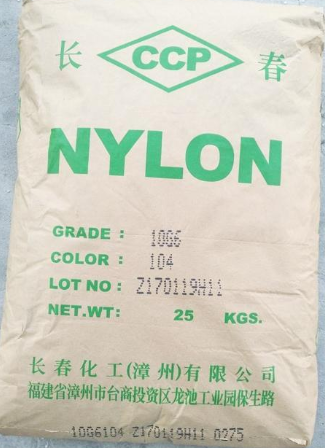 长 CCP 春
NYLON
GRADE : 10G6
COLOR : 104
LOT NO : Z170119H11
NET.WT: 25 KGS.
长春化工(漳州)有限公司
福建省漳州市台商投资区龙池工业园保生路
10G6104 Z170119H11 0275